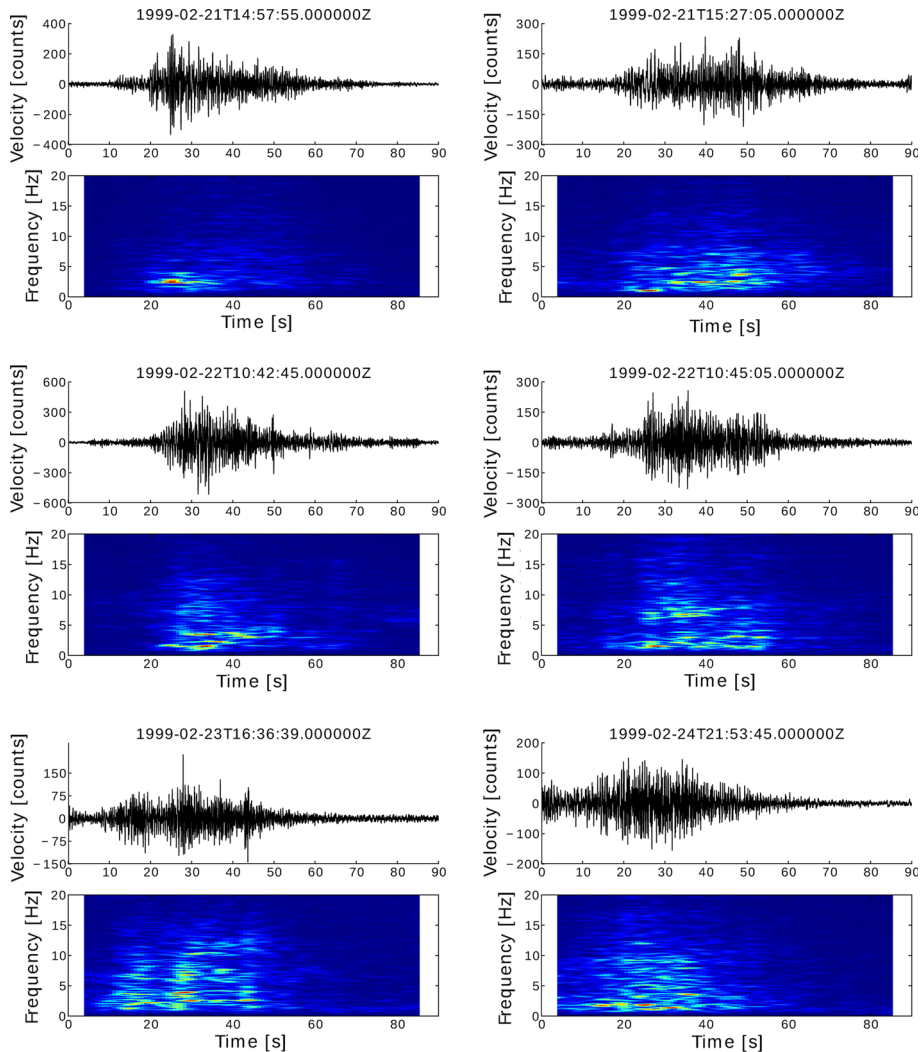 1999-02-21T14:57:55.000000Z
Velocity [counts]
400
200
0
−200
−400
0 10 20 30 40 50 60 70 80 90
Frequency [Hz]
20
15
10
5
0
0 20 40 60 80
Time [s]
1999-02-21T15:27:05.000000Z
Velocity [counts]
300
150
0
−150
−300
0 10 20 30 40 50 60 70 80 90
Frequency [Hz]
20
15
10
5
0
0 20 40 60 80
Time [s]
1999-02-22T10:42:45.000000Z
Velocity [counts]
600
300
0
−300
−600
0 10 20 30 40 50 60 70 80 90
Frequency [Hz]
20
15
10
5
0
0 20 40 60 80
Time [s]
1999-02-22T10:45:05.000000Z
Velocity [counts]
300
150
0
−150
−300
0 10 20 30 40 50 60 70 80 90
Frequency [Hz]
20
15
10
5
0
0 20 40 60 80
Time [s]
1999-02-23T16:36:39.000000Z
Velocity [counts]
150
75
0
−75
−150
0 10 20 30 40 50 60 70 80 90
Frequency [Hz]
20
15
10
5
0
0 20 40 60 80
Time [s]
1999-02-24T21:53:45.000000Z
Velocity [counts]
200
100
0
−100
−200
0 10 20 30 40 50 60 70 80 90
Frequency [Hz]
20
15
10
5
0
0 20 40 60 80
Time [s]